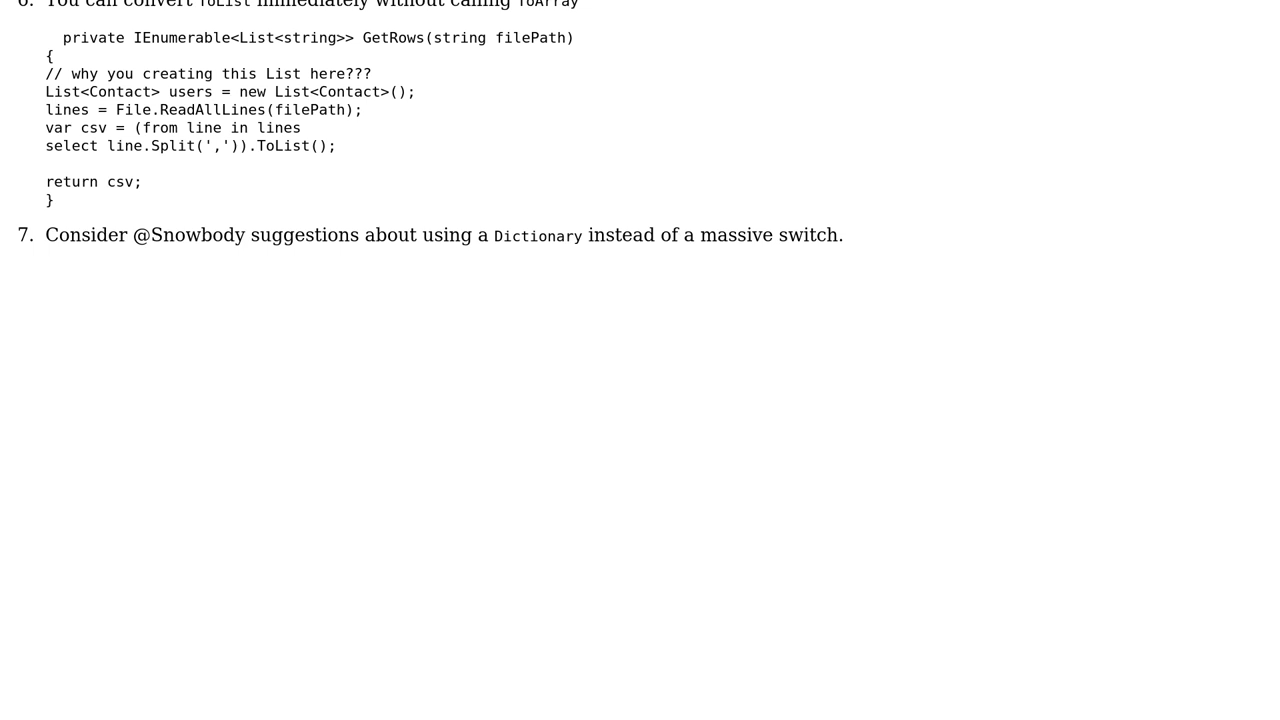 6. You can convert ToList immediately without calling ToArray
private IEnumerable<List<string>> GetRows(string filePath)
{
// why you creating this List here???
List<Contact> users = new List<Contact>();
lines = File.ReadAllLines(filePath);
var csv = (from line in lines
select line.Split(',')).ToList();
return csv;
}
7. Consider @Snowbody suggestions about using a Dictionary instead of a massive switch.